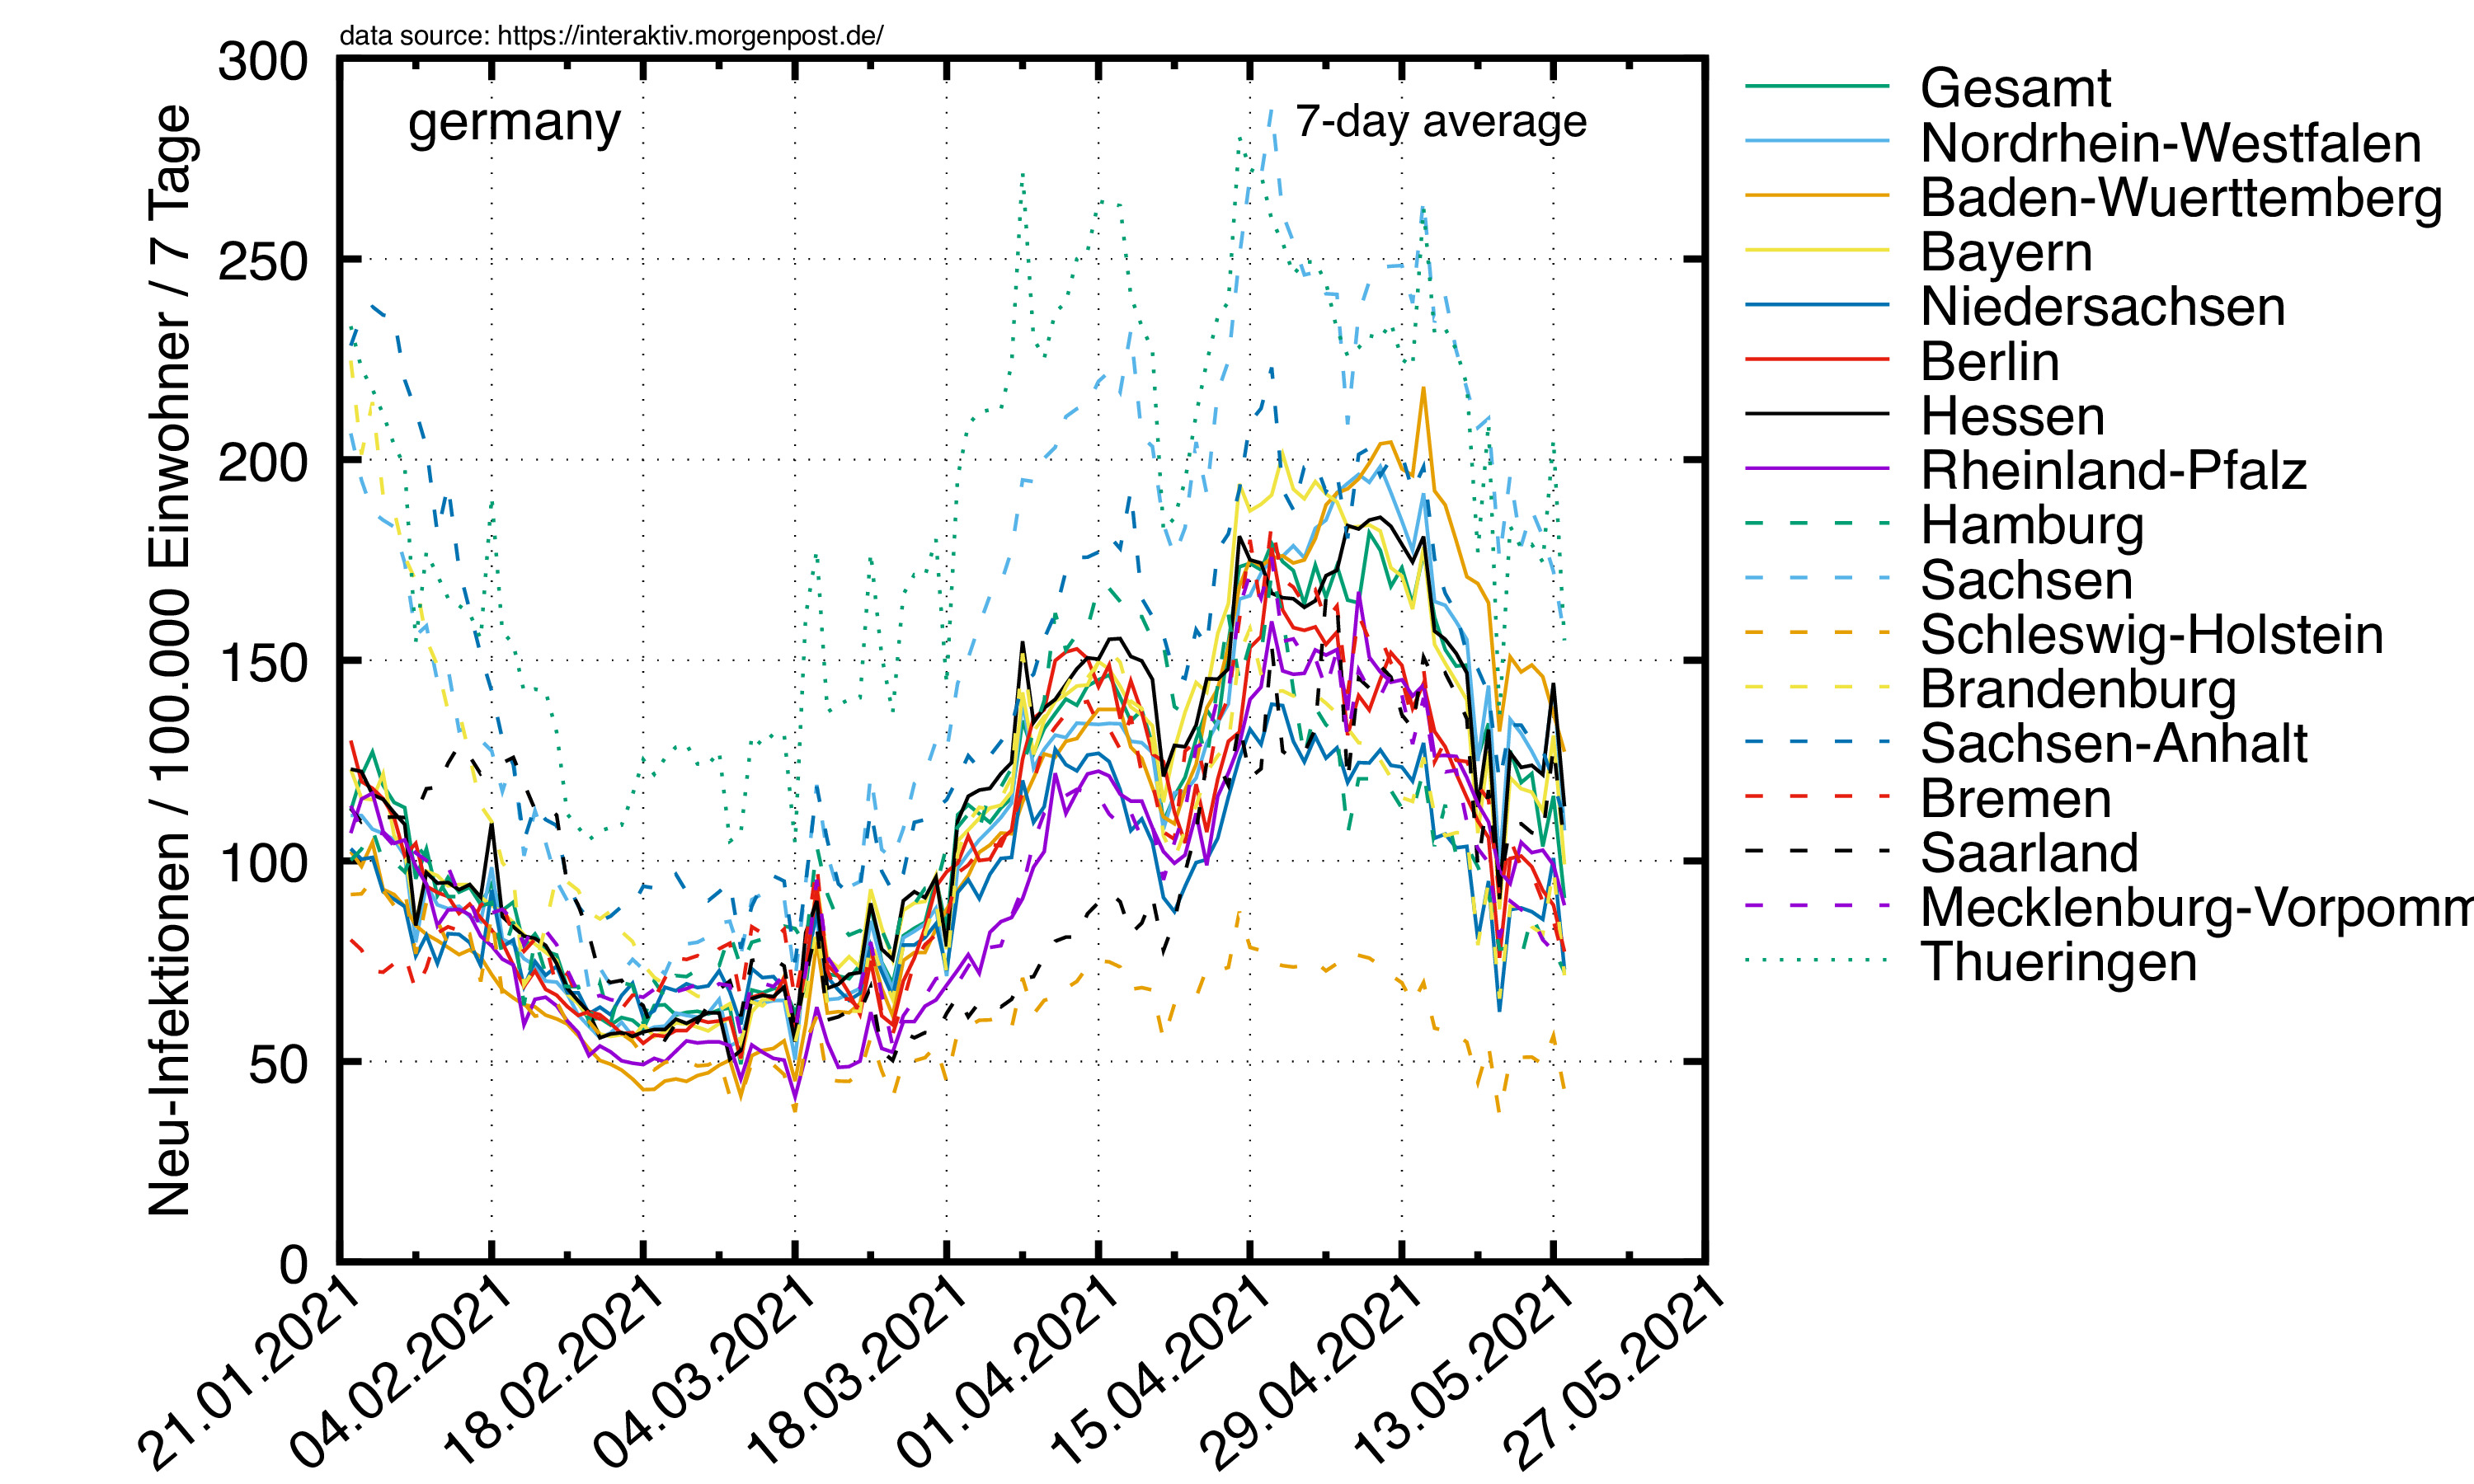 data source: https://interaktiv.morgenpost.de/
germany
7-day average
Neu-Infektionen / 100.000 Einwohner / 7 Tage
300
250
200
150
100
50
0
21.01.2021
04.02.2021
18.02.2021
04.03.2021
18.03.2021
01.04.2021
15.04.2021
29.04.2021
13.05.2021
27.05.2021
Gesamt
Nordrhein-Westfalen
Baden-Wuerttemberg
Bayern
Niedersachsen
Berlin
Hessen
Rheinland-Pfalz
Hamburg
Sachsen
Schleswig-Holstein
Brandenburg
Sachsen-Anhalt
Bremen
Saarland
Mecklenburg-Vorpomm
Thueringen